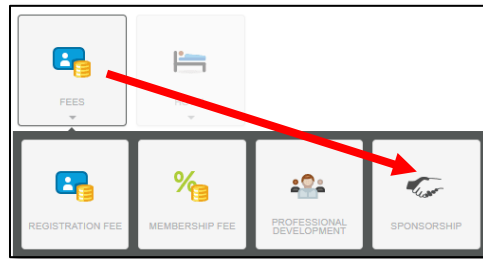 FEES
REGISTRATION FEE
MEMBERSHIP FEE
PROFESSIONAL
DEVELOPMENT
SPONSORSHIP